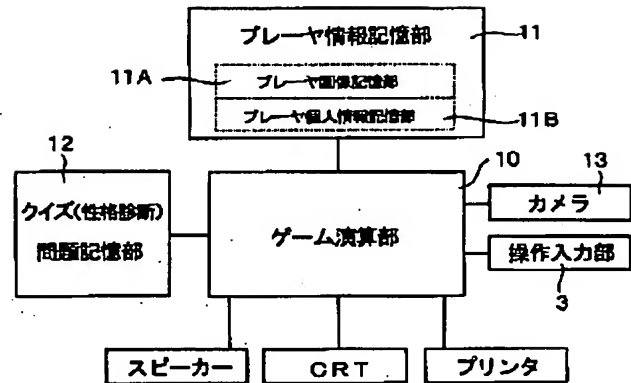 プレーヤ情報記憶部
11
11A
プレーヤ画像記憶部
プレーヤ個人情報記憶部
11B
12
クイズ(性格診断)
問題記憶部
10
ゲーム演算部
13
カメラ
操作入力部
3
スピーカー
CRT
プリンタ